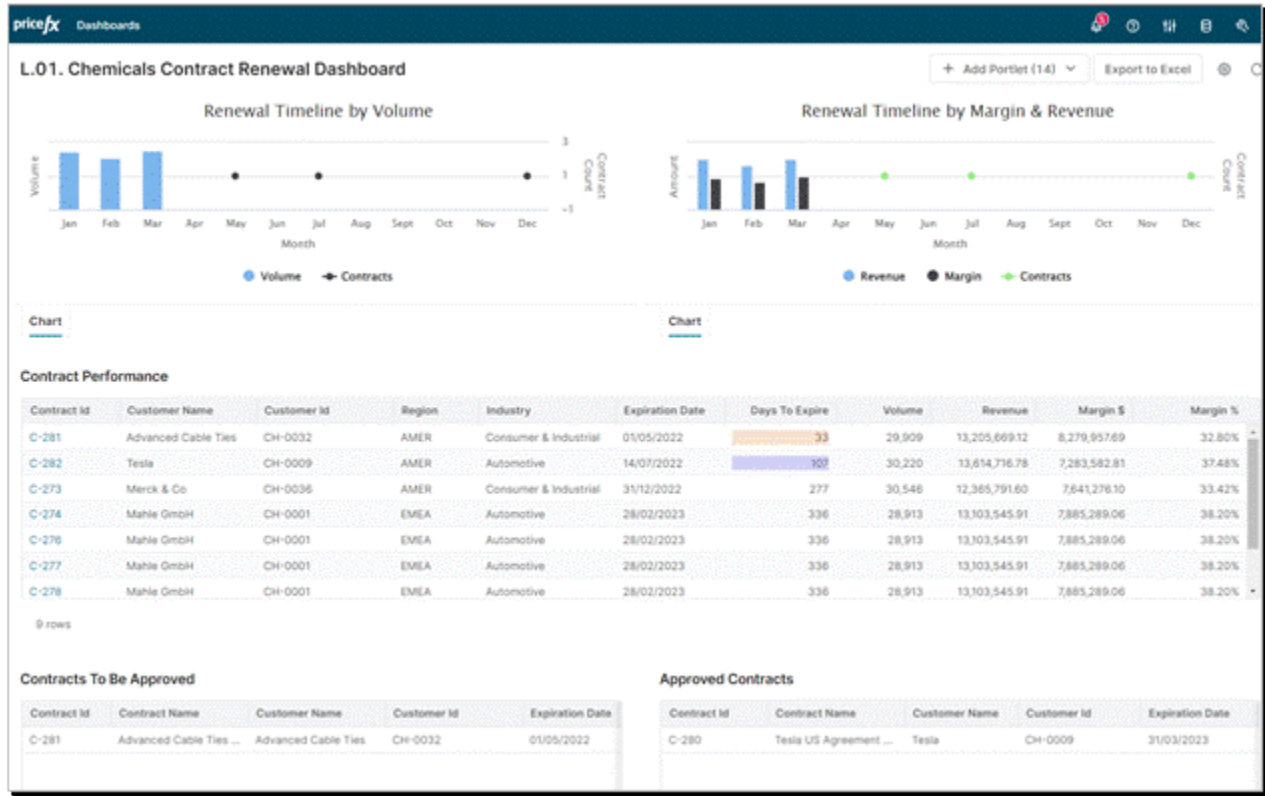 pricefx Dashboards 5
L.01. Chemicals Contract Renewal Dashboard + Add Portlet (14) Export to Excel
Renewal Timeline by Volume
Volume
3
1
-1
Contract Count
Jan Feb Mar Apr May Jun Jul Aug Sept Oct Nov Dec
Month
Volume Contracts
Renewal Timeline by Margin & Revenue
Amount
Contract Count
Jan Feb Mar Apr May Jun Jul Aug Sept Oct Nov Dec
Month
Revenue Margin Contracts
Chart Chart
Contract Performance
Contract Id Customer Name Customer Id Region Industry Expiration Date Days To Expire Volume Revenue Margin $ Margin %
C-281 Advanced Cable Ties CH-0032 AMER Consumer & Industrial 01/05/2022 33 29,909 13,205,669.12 8,279,957.69 32.80%
C-282 Tesla CH-0009 AMER Automotive 14/07/2022 107 30,220 13,614,716.78 7,283,582.81 37.48%
C-273 Merck & Co CH-0036 AMER Consumer & Industrial 31/12/2022 277 30,546 12,365,791.60 7,641,276.10 33.42%
C-274 Mahle GmbH CH-0001 EMEA Automotive 28/02/2023 336 28,913 13,103,545.91 7,885,289.06 38.20%
C-276 Mahle GmbH CH-0001 EMEA Automotive 28/02/2023 336 28,913 13,103,545.91 7,885,289.06 38.20%
C-277 Mahle GmbH CH-0001 EMEA Automotive 28/02/2023 336 28,913 13,103,545.91 7,885,289.06 38.20%
C-278 Mahle GmbH CH-0001 EMEA Automotive 28/02/2023 336 28,913 13,103,545.91 7,885,289.06 38.20%
9 rows
Contracts To Be Approved
Contract Id Contract Name Customer Name Customer Id Expiration Date
C-281 Advanced Cable Ties ... Advanced Cable Ties CH-0032 01/05/2022
Approved Contracts
Contract Id Contract Name Customer Name Customer Id Expiration Date
C-280 Tesla US Agreement ... Tesla CH-0009 31/03/2023